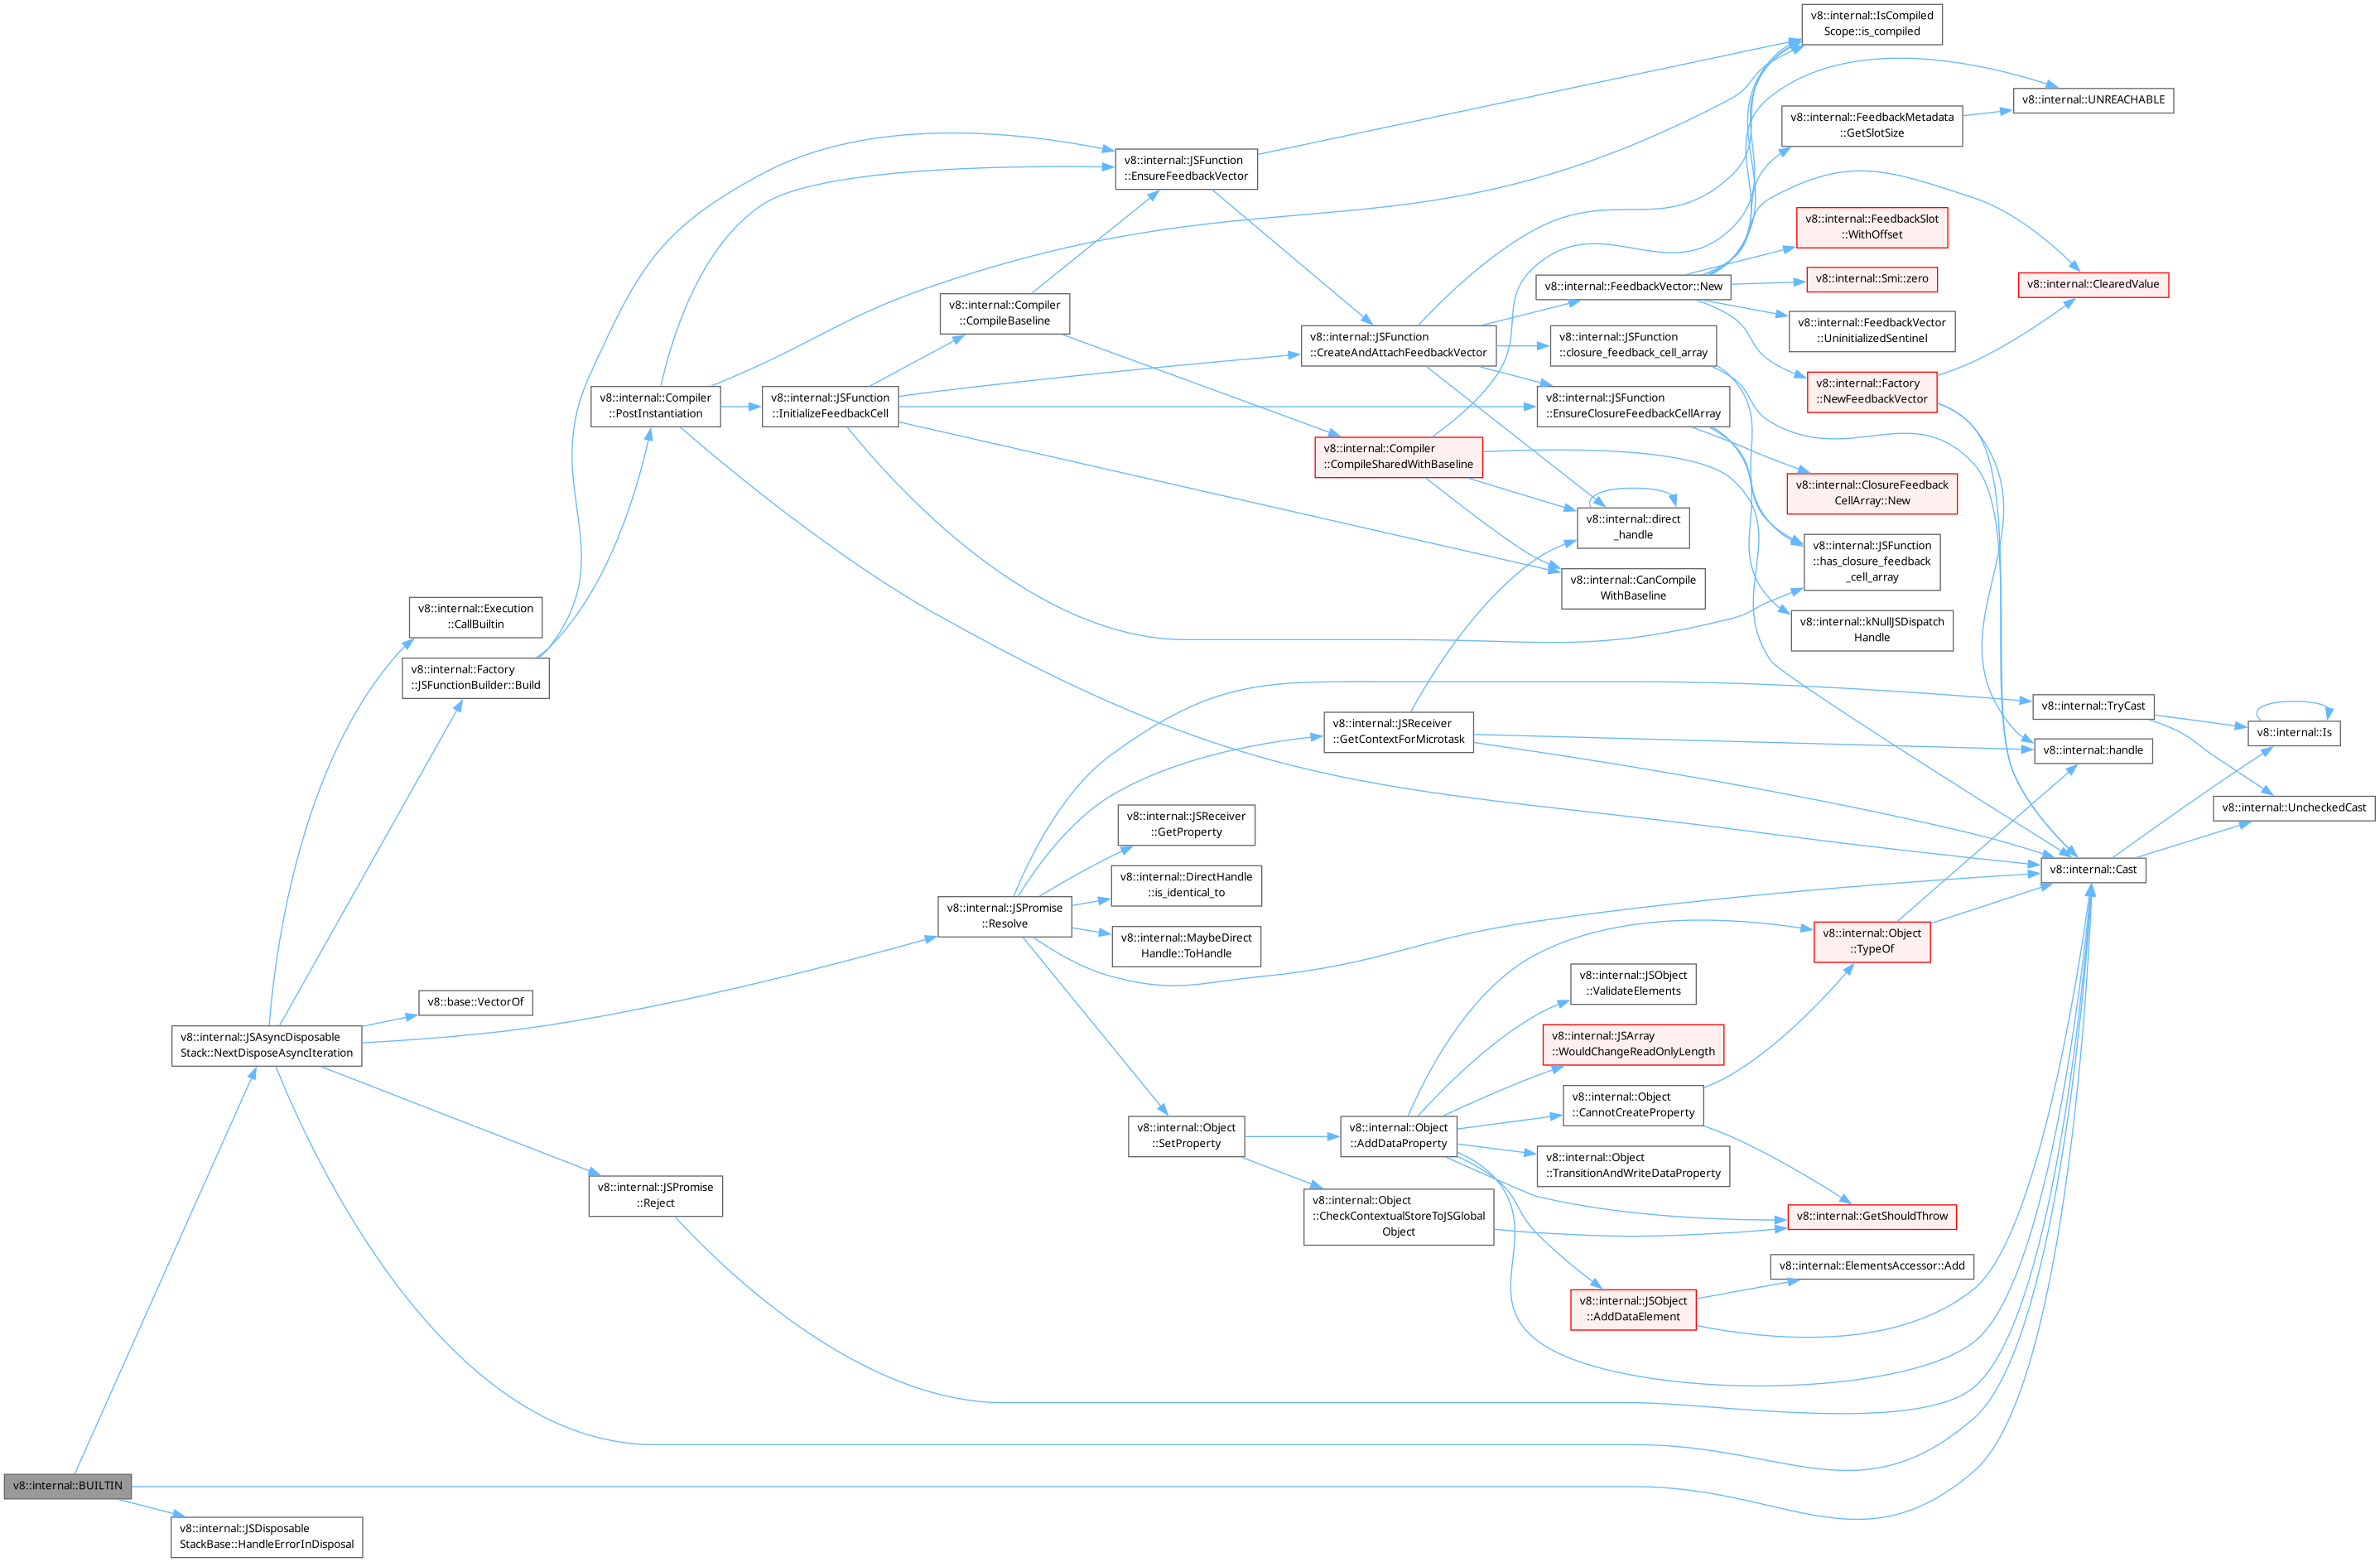 v8::internal::IsCompiled
Scope::is_compiled
v8::internal::UNREACHABLE
v8::internal::FeedbackMetadata
::GetSlotSize
v8::internal::JSFunction
::EnsureFeedbackVector
v8::internal::FeedbackSlot
::WithOffset
v8::internal::Smi::zero
v8::internal::FeedbackVector::New
v8::internal::ClearedValue
v8::internal::Compiler
::CompileBaseline
v8::internal::FeedbackVector
::UninitializedSentinel
v8::internal::JSFunction
::CreateAndAttachFeedbackVector
v8::internal::JSFunction
::closure_feedback_cell_array
v8::internal::Factory
::NewFeedbackVector
v8::internal::Compiler
::PostInstantiation
v8::internal::JSFunction
::InitializeFeedbackCell
v8::internal::JSFunction
::EnsureClosureFeedbackCellArray
v8::internal::Compiler
::CompileSharedWithBaseline
v8::internal::ClosureFeedback
CellArray::New
v8::internal::direct
_handle
v8::internal::JSFunction
::has_closure_feedback
_cell_array
v8::internal::CanCompile
WithBaseline
v8::internal::Execution
::CallBuiltin
v8::internal::kNullJSDispatch
Handle
v8::internal::Factory
::JSFunctionBuilder::Build
v8::internal::TryCast
v8::internal::JSReceiver
::GetContextForMicrotask
v8::internal::Is
v8::internal::handle
v8::internal::UncheckedCast
v8::internal::JSReceiver
::GetProperty
v8::internal::Cast
v8::internal::DirectHandle
::is_identical_to
v8::internal::JSPromise
::Resolve
v8::internal::MaybeDirect
Handle::ToHandle
v8::internal::Object
::TypeOf
v8::internal::JSObject
::ValidateElements
v8::base::VectorOf
v8::internal::JSAsyncDisposable
Stack::NextDisposeAsyncIteration
v8::internal::JSArray
::WouldChangeReadOnlyLength
v8::internal::Object
::CannotCreateProperty
v8::internal::Object
::SetProperty
v8::internal::Object
::AddDataProperty
v8::internal::Object
::TransitionAndWriteDataProperty
v8::internal::JSPromise
::Reject
v8::internal::Object
::CheckContextualStoreToJSGlobal
Object
v8::internal::GetShouldThrow
v8::internal::ElementsAccessor::Add
v8::internal::JSObject
::AddDataElement
v8::internal::BUILTIN
v8::internal::JSDisposable
StackBase::HandleErrorInDisposal